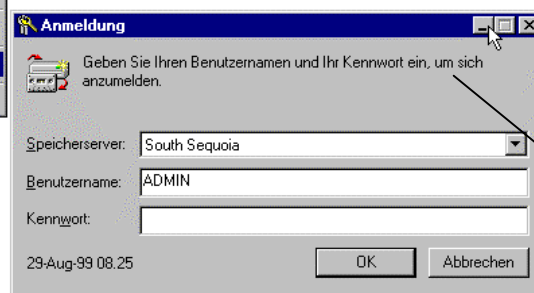 Anmeldung
Geben Sie Ihren Benutzernamen und Ihr Kennwort ein, um sich
anzumelden.
Speicherserver: South Sequoia
Benutzername: ADMIN
Kennwort:
29-Aug-99 08.25 OK Abbrechen